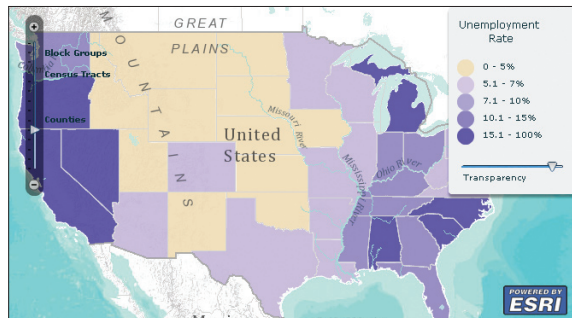 GREAT
PLAINS
MOUNTAINS
Block Groups
Census Tracts
Counties
Missouri River
United
States
Mississippi River
Ohio River
Unemployment
Rate
0 - 5%
5.1 - 7%
7.1 - 10%
10.1 - 15%
15.1 - 100%
Transparency
POWERED BY
ESRI